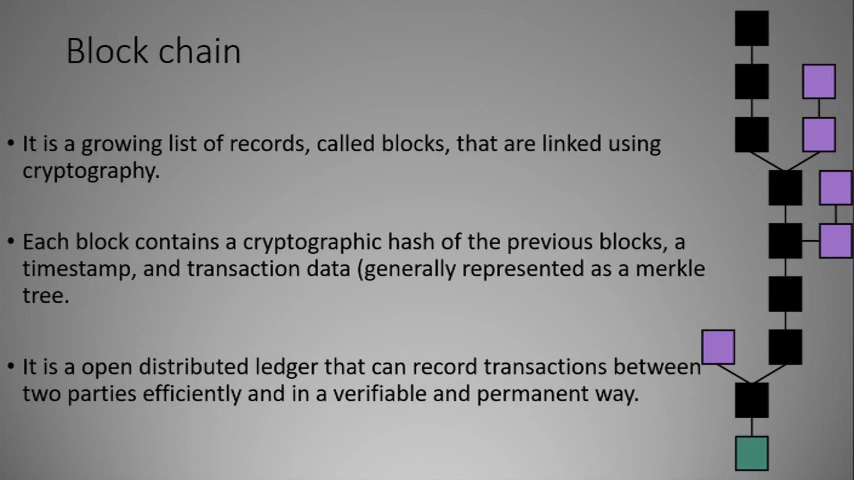 Block chain
• It is a growing list of records, called blocks, that are linked using
cryptography.
• Each block contains a cryptographic hash of the previous blocks, a
timestamp, and transaction data (generally represented as a merkle
tree.
• It is a open distributed ledger that can record transactions between
two parties efficiently and in a verifiable and permanent way.